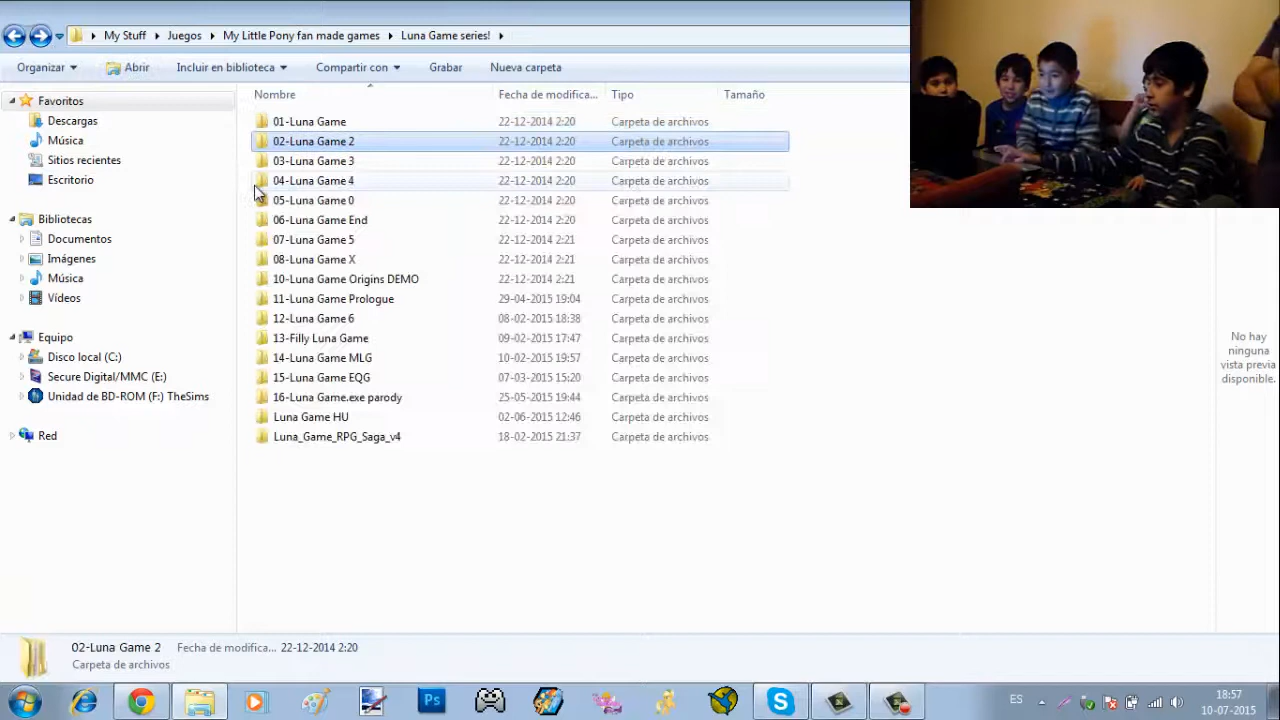 My Stuff Juegos My Little Pony fan made games Luna Game series!
Organizar Abrir Incluir en biblioteca Compartir con Grabar Nueva carpeta
Nombre Fecha de modifica... Tipo Tamaño
Favoritos
Descargas
Música
Sitios recientes
Escritorio
Bibliotecas
Documentos
Imágenes
Música
Vídeos
Equipo
Disco local (C:)
Secure Digital/MMC (E:)
Unidad de BD-ROM (F:) TheSims
Red
01-Luna Game 22-12-2014 2:20 Carpeta de archivos
02-Luna Game 2 22-12-2014 2:20 Carpeta de archivos
03-Luna Game 3 22-12-2014 2:20 Carpeta de archivos
04-Luna Game 4 22-12-2014 2:20 Carpeta de archivos
05-Luna Game 0 22-12-2014 2:20 Carpeta de archivos
06-Luna Game End 22-12-2014 2:20 Carpeta de archivos
07-Luna Game 5 22-12-2014 2:21 Carpeta de archivos
08-Luna Game X 22-12-2014 2:21 Carpeta de archivos
10-Luna Game Origins DEMO 22-12-2014 2:21 Carpeta de archivos
11-Luna Game Prologue 29-04-2015 19:04 Carpeta de archivos
12-Luna Game 6 08-02-2015 18:38 Carpeta de archivos
13-Filly Luna Game 09-02-2015 17:47 Carpeta de archivos
14-Luna Game MLG 10-02-2015 19:57 Carpeta de archivos
15-Luna Game EQG 07-03-2015 15:20 Carpeta de archivos
16-Luna Game.exe parody 25-05-2015 19:44 Carpeta de archivos
Luna Game HU 02-06-2015 12:46 Carpeta de archivos
Luna_Game_RPG_Saga_v4 18-02-2015 21:37 Carpeta de archivos
No hay
ninguna
vista previa
disponible.
02-Luna Game 2 Fecha de modifica... 22-12-2014 2:20
Carpeta de archivos
Ps
ES
18:57
10-07-2015